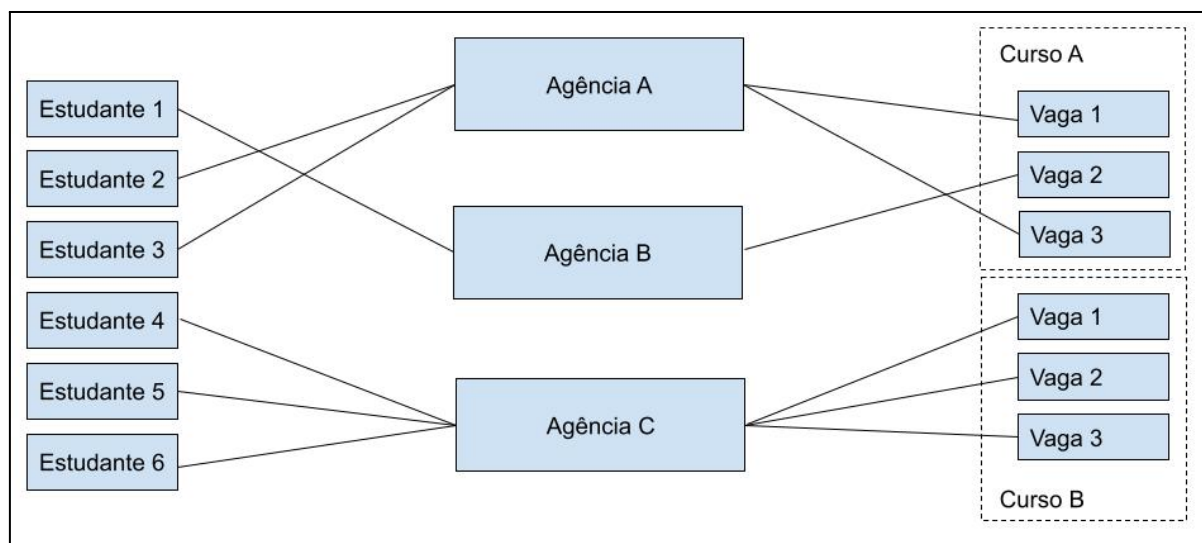 Estudante 1
Estudante 2
Estudante 3
Estudante 4
Estudante 5
Estudante 6
Agência A
Agência B
Agência C
Curso A
Vaga 1
Vaga 2
Vaga 3
Vaga 1
Vaga 2
Vaga 3
Curso B